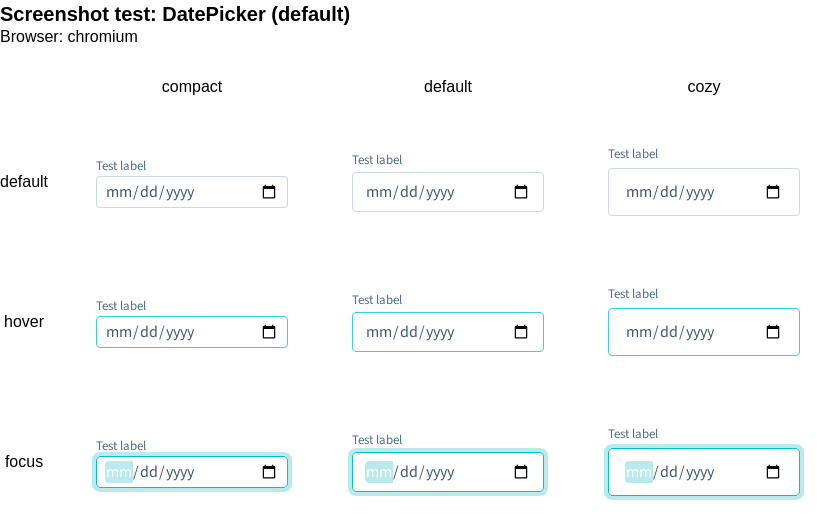 Screenshot test: DatePicker (default)
Browser: chromium
compact default cozy
Test label Test label Test label
default mm/dd/yyyy mm/dd/yyyy mm/dd/yyyy
Test label Test label Test label
hover mm/dd/yyyy mm/dd/yyyy mm/dd/yyyy
Test label Test label Test label
focus mm/dd/yyyy mm/dd/yyyy mm/dd/yyyy